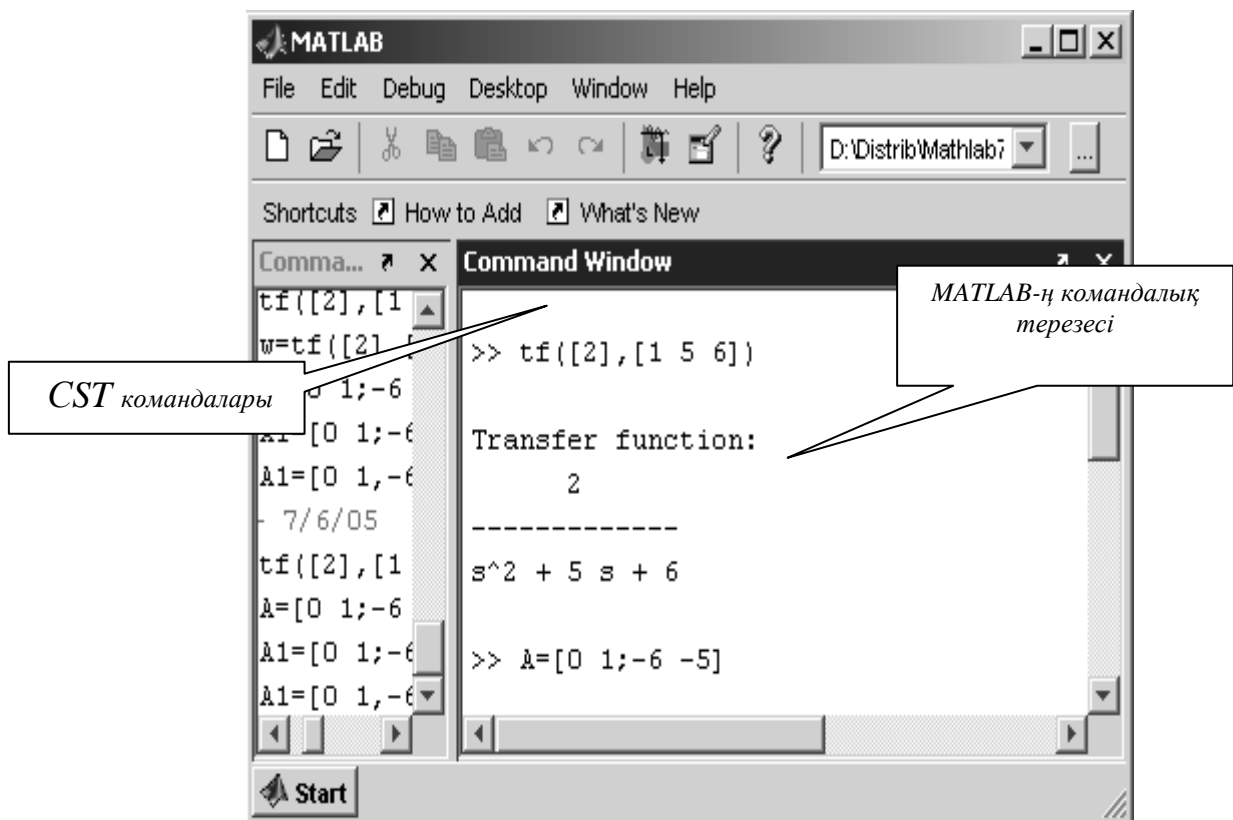 MATLAB
File Edit Debug Desktop Window Help
D:\Distrib\Mathlab7
...
Shortcuts How to Add What's New
Comma...
Command Window
tf([2],[1
w=tf([2],[
0 1;-6
A1=[0 1;-6
A1=[0 1,-6
- 7/6/05
tf([2],[1
A=[0 1;-6
A1=[0 1;-6
A1=[0 1,-6
>> tf([2],[1 5 6])
Transfer function:
2
-------------
s^2 + 5 s + 6
>> A=[0 1;-6 -5]
MATLAB-ң командалық
терезесі
CST командалары
Start